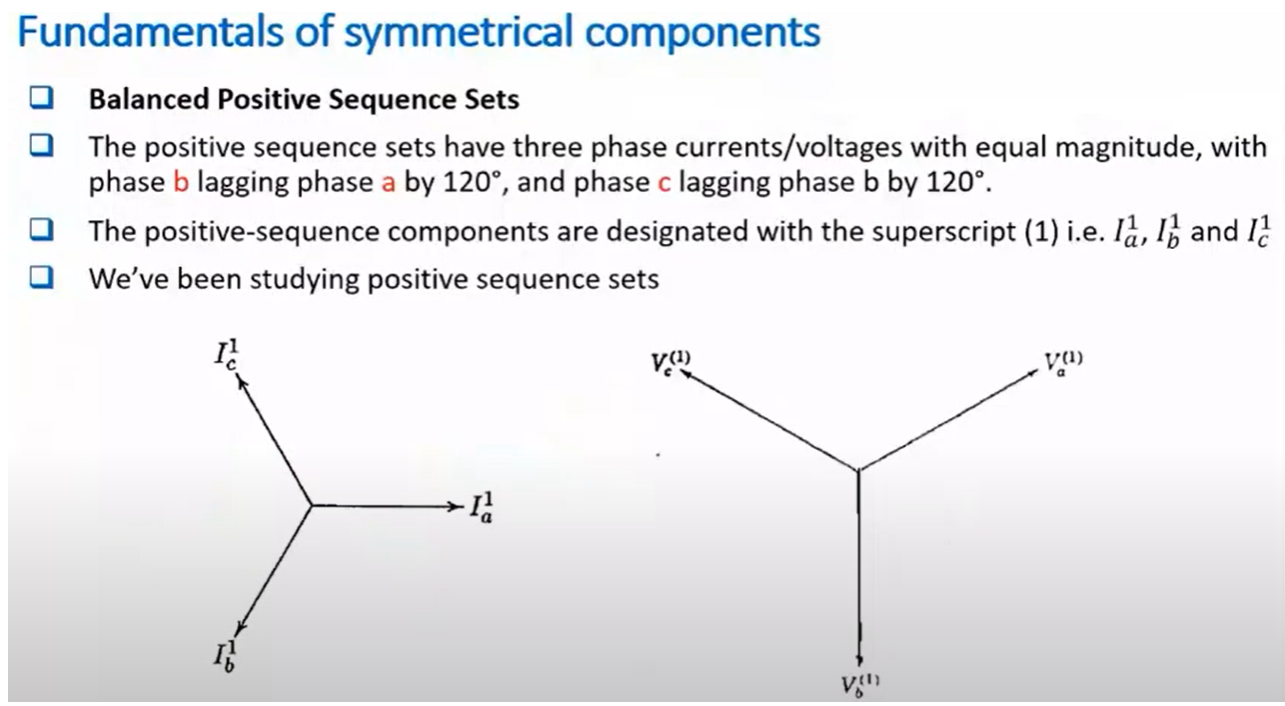 Fundamentals of symmetrical components
❑ Balanced Positive Sequence Sets
❑ The positive sequence sets have three phase currents/voltages with equal magnitude, with
phase b lagging phase a by 120°, and phase c lagging phase b by 120°.
❑ The positive-sequence components are designated with the superscript (1) i.e. $I_a^1$, $I_b^1$ and $I_c^1$
❑ We've been studying positive sequence sets
$I_c^1$
$V_c^{(1)}$
$V_a^{(1)}$
$I_a^1$
$I_b^1$
$V_b^{(1)}$